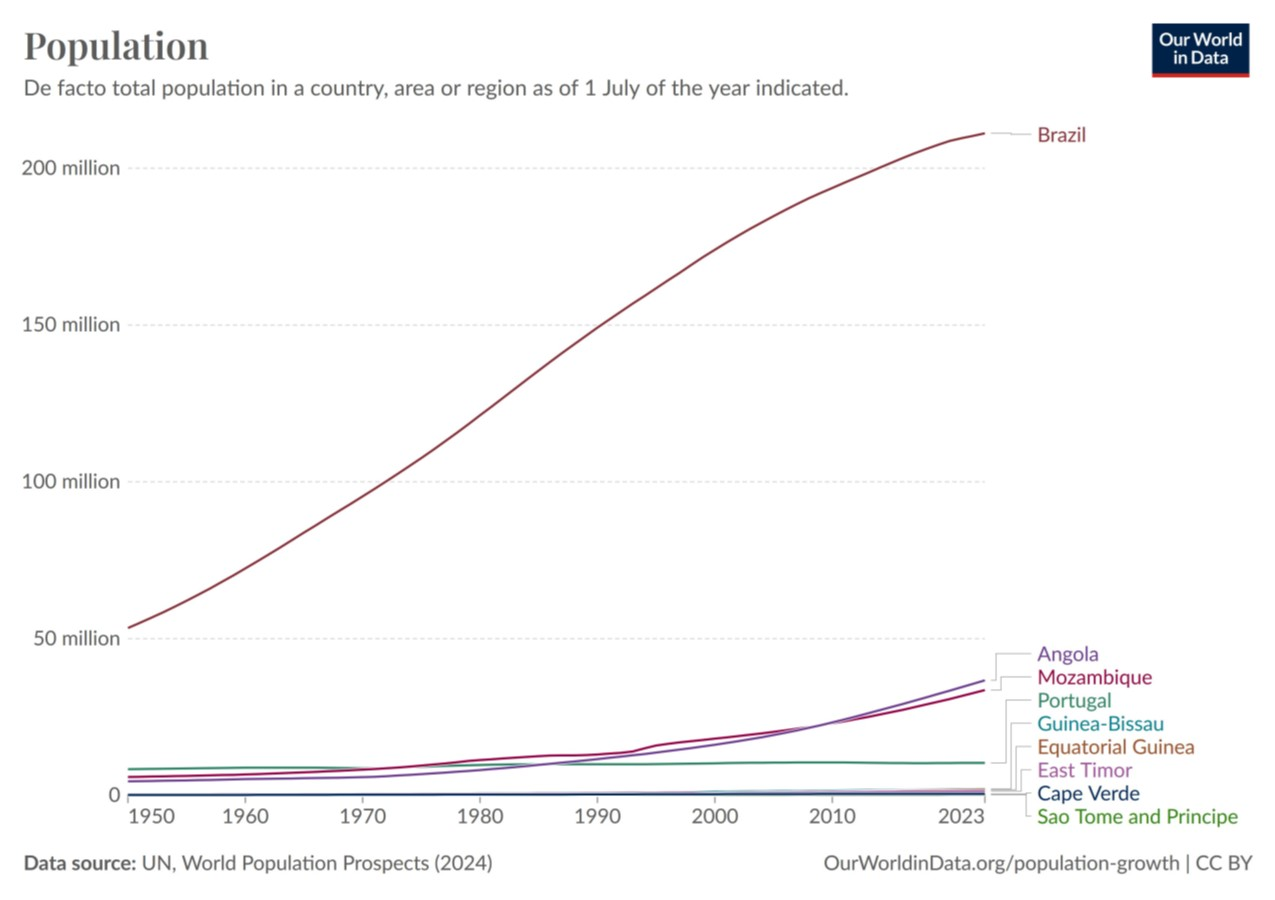 Population
Our World
in Data
De facto total population in a country, area or region as of 1 July of the year indicated.
Brazil
200 million
150 million
100 million
50 million
Angola
Mozambique
Portugal
Guinea-Bissau
Equatorial Guinea
East Timor
Cape Verde
Sao Tome and Principe
0
1950 1960 1970 1980 1990 2000 2010 2023
Data source: UN, World Population Prospects (2024)
OurWorldinData.org/population-growth | CC BY